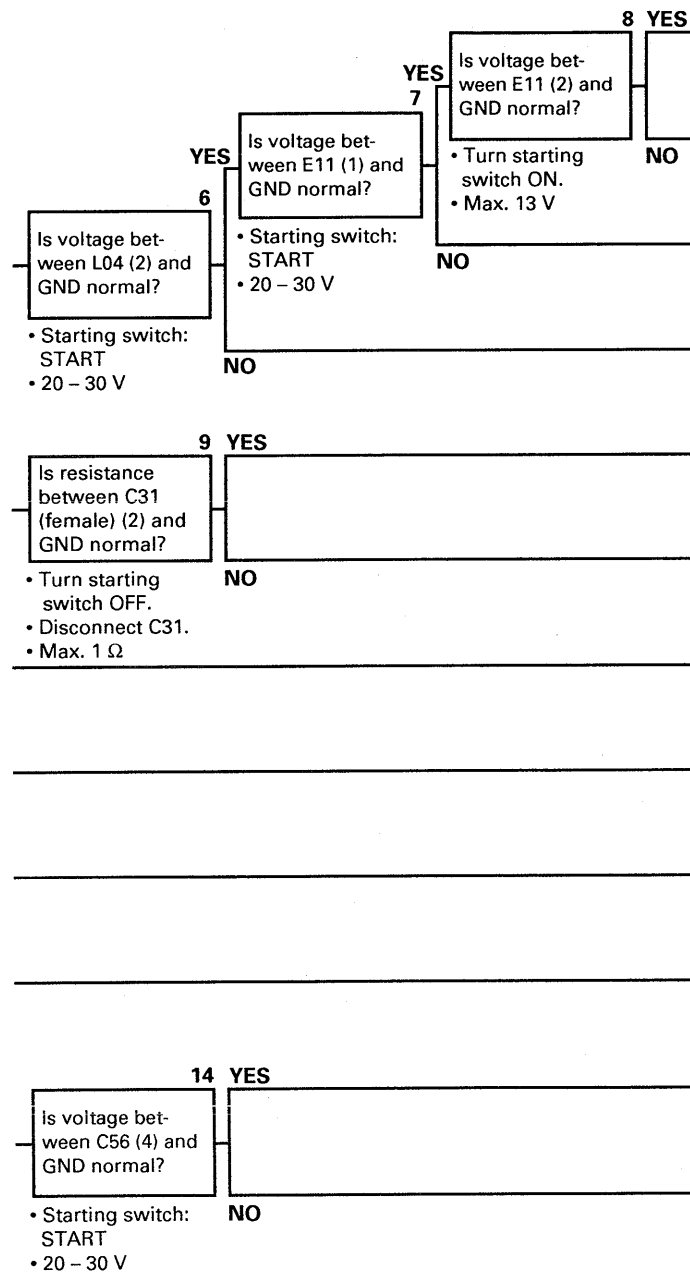 8 YES
Is voltage bet-
ween E11 (2) and
GND normal?
• Turn starting
switch ON.
• Max. 13 V
NO
YES
7
Is voltage bet-
ween E11 (1) and
GND normal?
• Starting switch:
START
• 20 – 30 V
NO
YES
6
Is voltage bet-
ween L04 (2) and
GND normal?
• Starting switch:
START
• 20 – 30 V
NO
9 YES
Is resistance
between C31
(female) (2) and
GND normal?
• Turn starting
switch OFF.
• Disconnect C31.
• Max. 1 Ω
NO
14 YES
Is voltage bet-
ween C56 (4) and
GND normal?
• Starting switch:
START
• 20 – 30 V
NO